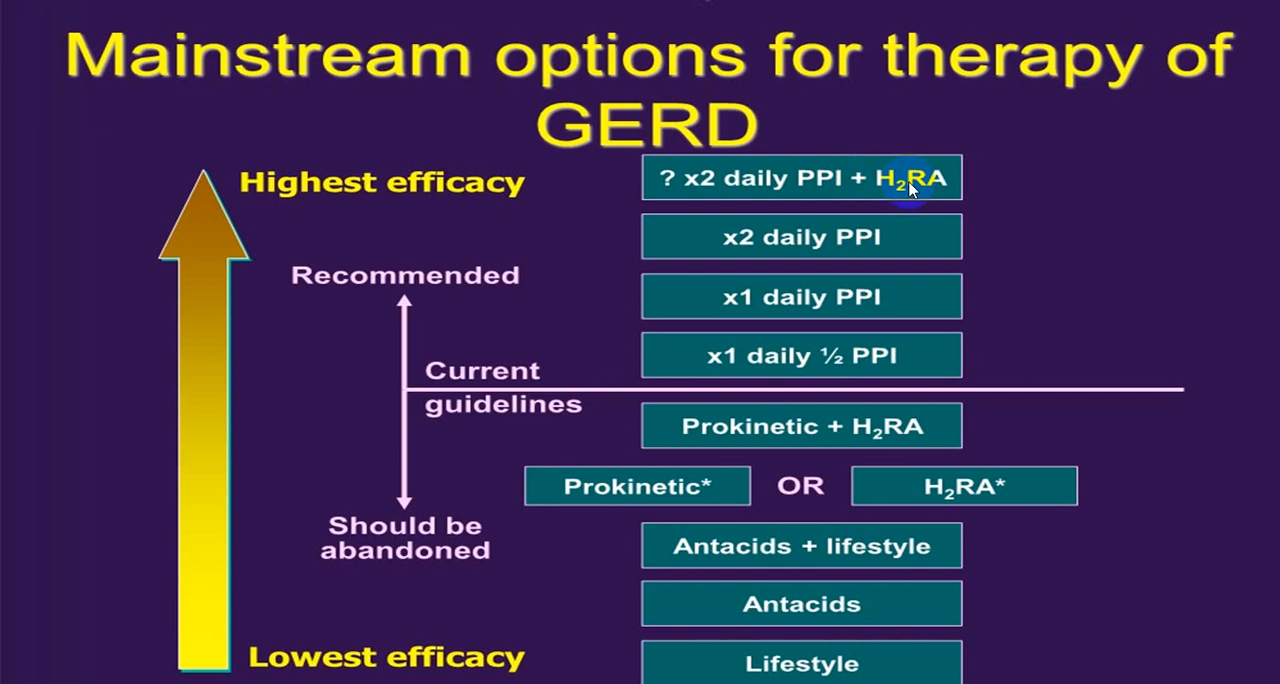 Mainstream options for therapy of
GERD
Highest efficacy
? x2 daily PPI + H₂RA
x2 daily PPI
Recommended
x1 daily PPI
x1 daily ½ PPI
Current
guidelines
Prokinetic + H₂RA
Prokinetic* OR H₂RA*
Should be
abandoned
Antacids + lifestyle
Antacids
Lowest efficacy
Lifestyle